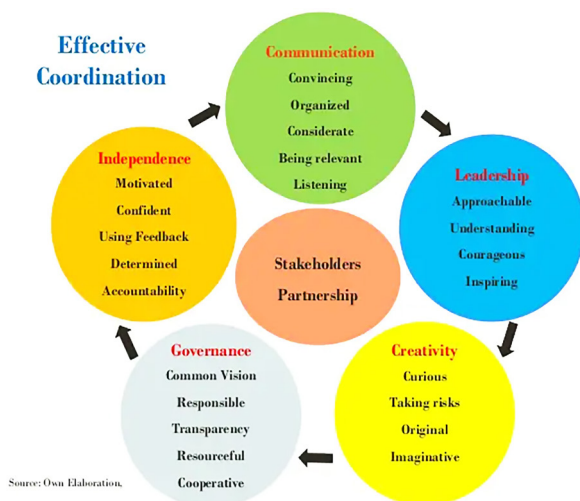 Effective
Coordination
Communication
Convincing
Organized
Considerate
Being relevant
Listening
Leadership
Approachable
Understanding
Courageous
Inspiring
Creativity
Curious
Taking risks
Original
Imaginative
Governance
Common Vision
Responsible
Transparency
Resourceful
Cooperative
Independence
Motivated
Confident
Using Feedback
Determined
Accountability
Stakeholders
Partnership
Source: Own Elaboration,